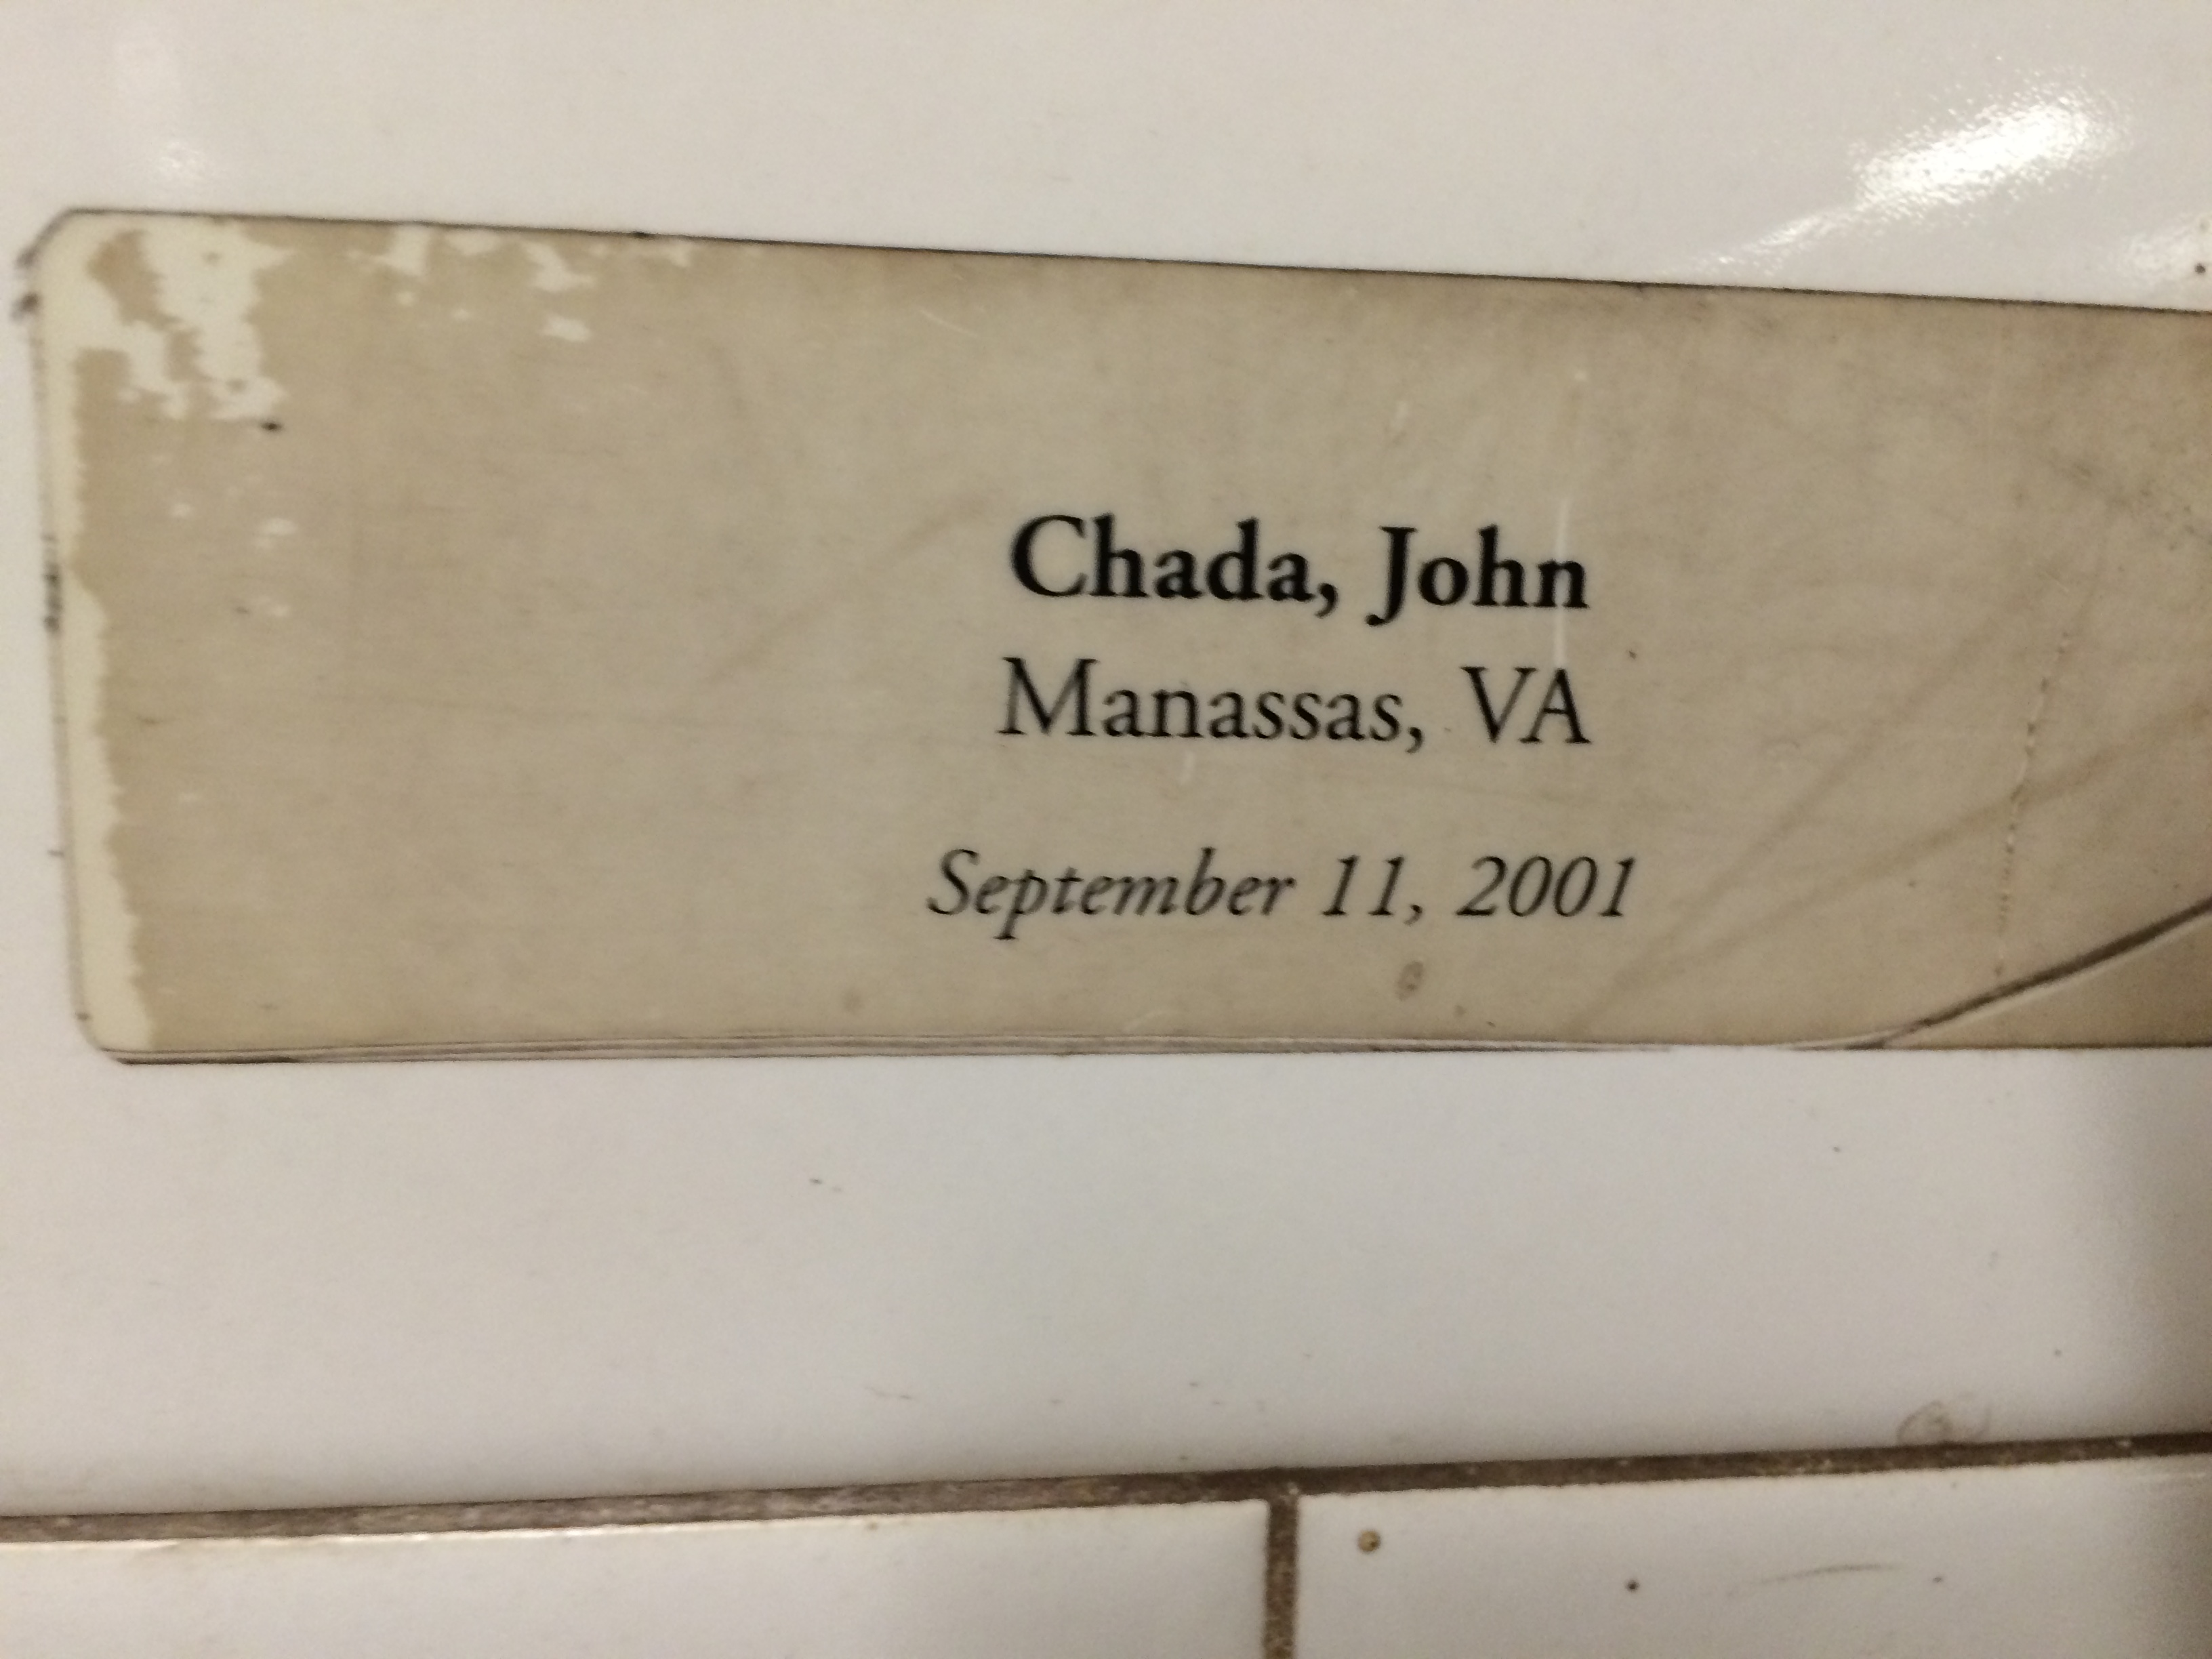 Chada, John
Manassas, VA
September 11, 2001